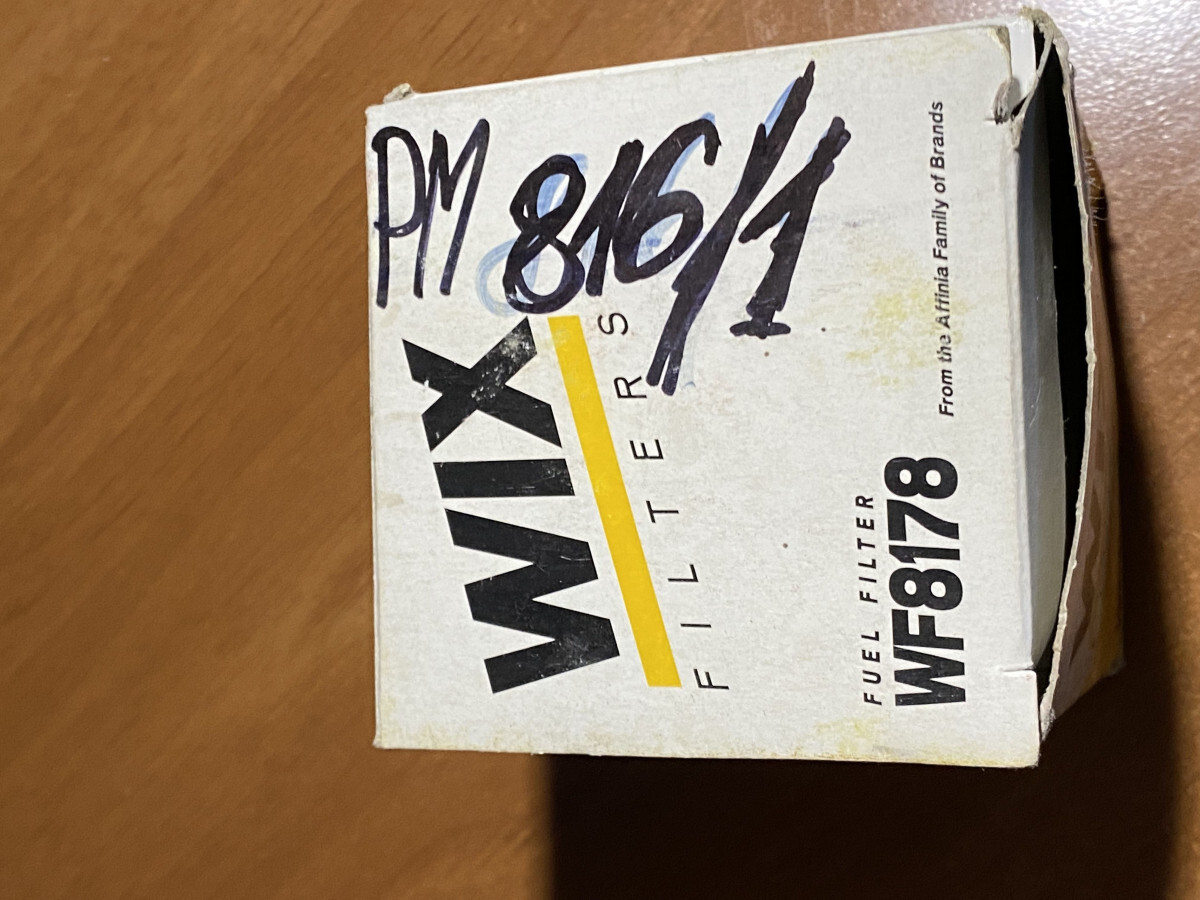 PM 816/1
WIX
FILTERS
FUEL FILTER
WF8178
From the Affinia Family of Brands